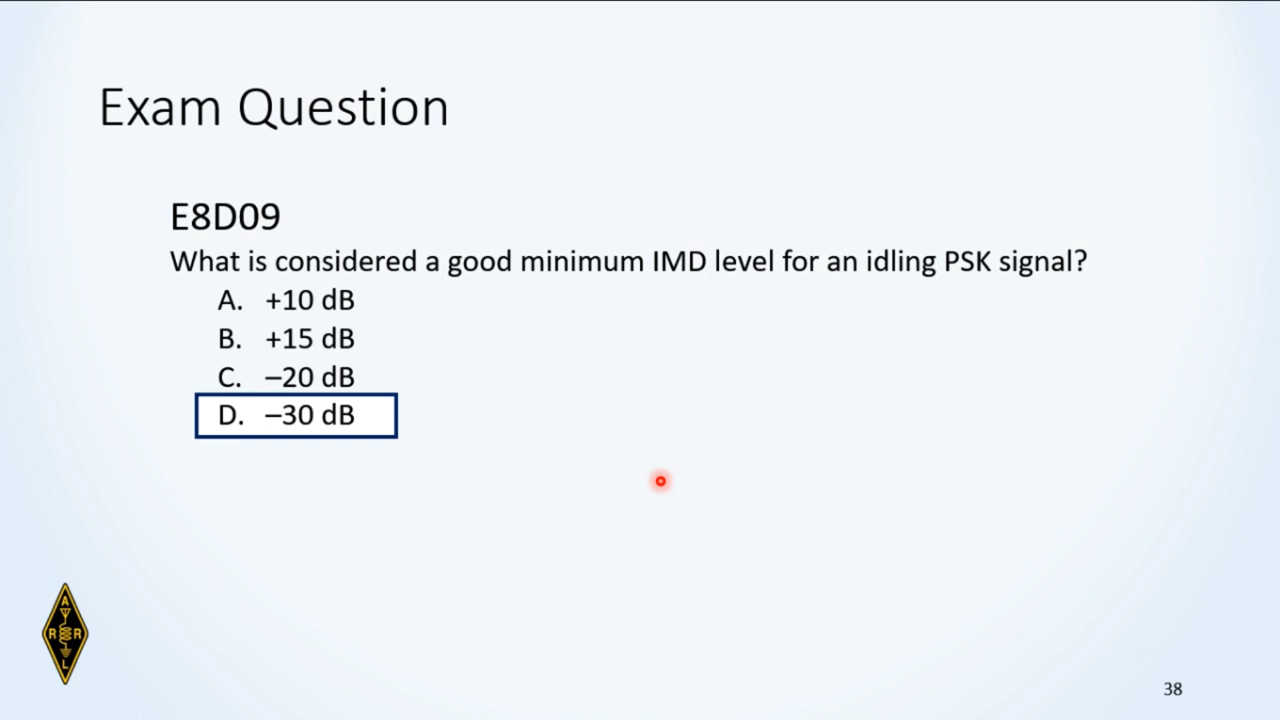 Exam Question
E8D09
What is considered a good minimum IMD level for an idling PSK signal?
A. +10 dB
B. +15 dB
C. –20 dB
D. –30 dB
A
R R
L
38